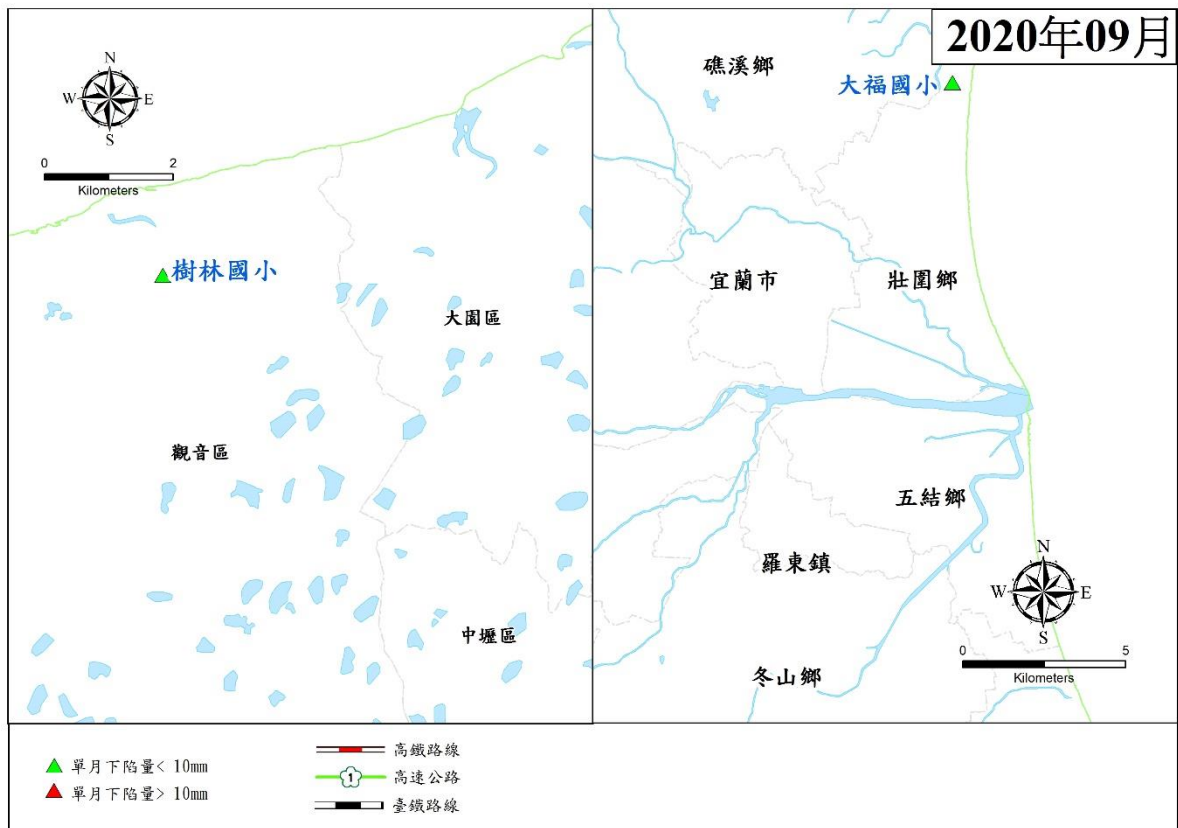 2020年09月
N
W
E
S
0
2
Kilometers
樹林國小
大園區
觀音區
中壢區
礁溪鄉
大福國小
宜蘭市
壯圍鄉
五結鄉
羅東鎮
冬山鄉
N
W
E
S
0
5
Kilometers
單月下陷量< 10mm
單月下陷量> 10mm
高鐵路線
1
高速公路
臺鐵路線